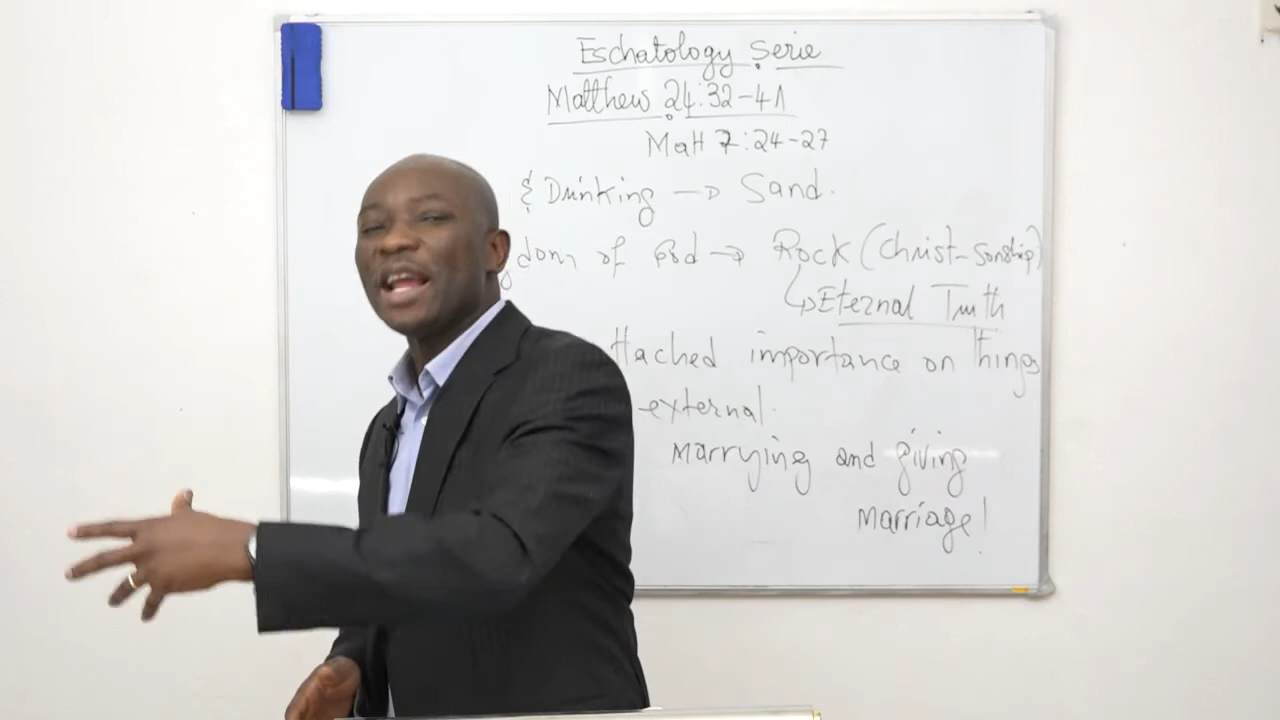 Eschatology Serie
Matthew 24:32-41
Matt 7:24-27
& Drinking → Sand.
dom of God → Rock (Christ-sonship)
↳ Eternal Truth
ttached importance on Things
external.
Marrying and giving
Marriage!